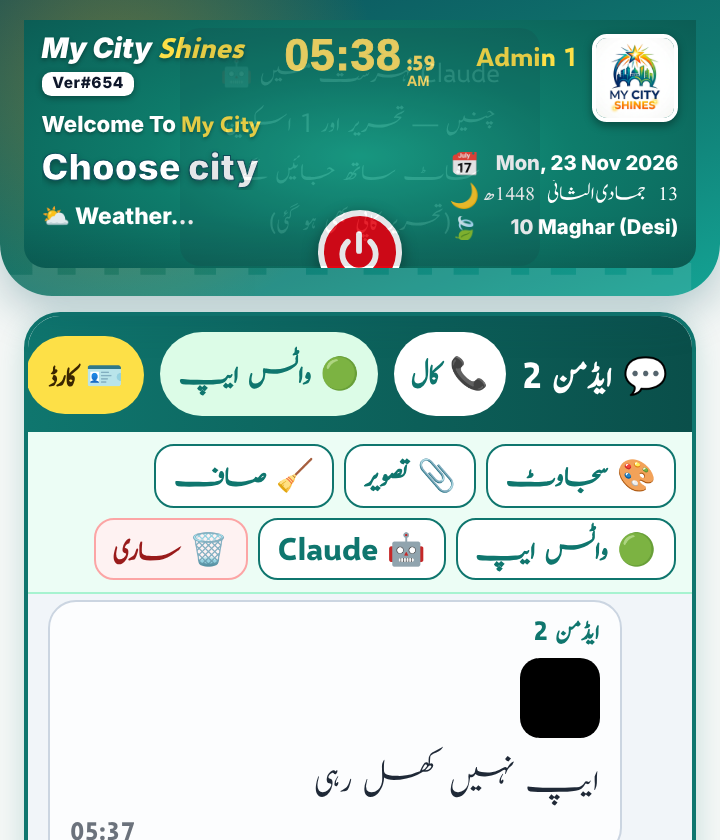 My City Shines
Ver#654
05:38:59 AM
Admin 1
MY CITY SHINES
Welcome To My City
Choose city
Weather...
July 17
Mon, 23 Nov 2026
13 جمادی الثانی 1448ھ
10 Maghar (Desi)
ایڈمن 2
کال
واٹس ایپ
کارڈ
سجاوٹ
تصویر
صاف
واٹس ایپ
Claude
ساری
ایڈمن 2
ایپ نہیں کھل رہی
05:37